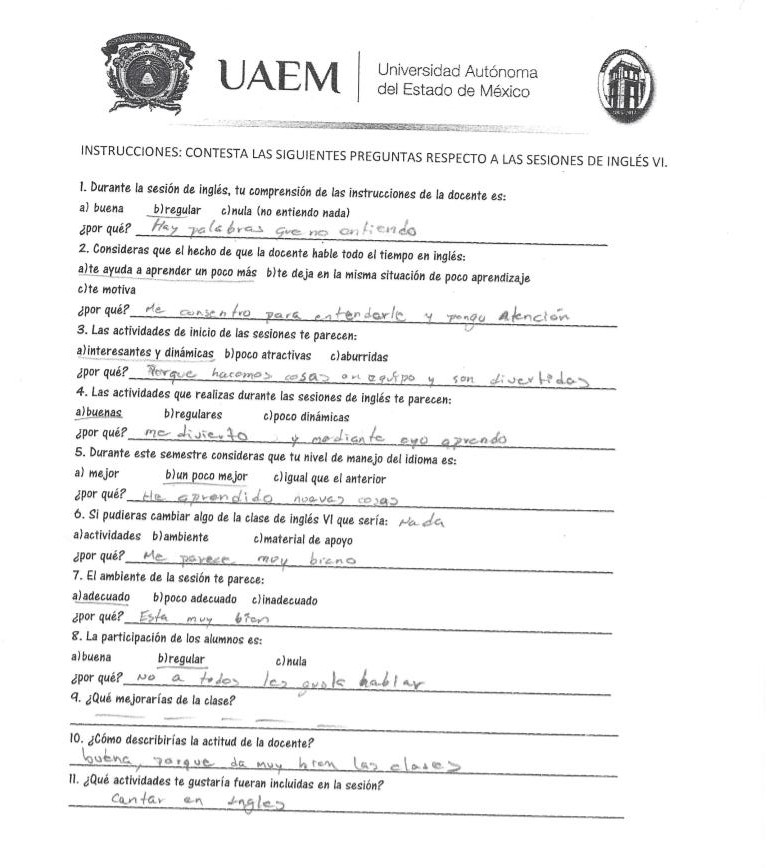 UAEM
Universidad Autónoma
del Estado de México
INSTRUCCIONES: CONTESTA LAS SIGUIENTES PREGUNTAS RESPECTO A LAS SESIONES DE INGLÉS VI.
1. Durante la sesión de inglés, tu comprensión de las instrucciones de la docente es:
a) buena b)regular c)nula (no entiendo nada)
¿por qué? Hay palabras que no entiendo
2. Consideras que el hecho de que la docente hable todo el tiempo en inglés:
a)te ayuda a aprender un poco más b)te deja en la misma situación de poco aprendizaje
c)te motiva
¿por qué? Me consentro para entenderle y pongo atención
3. Las actividades de inicio de las sesiones te parecen:
a)interesantes y dinámicas b)poco atractivas c)aburridas
¿por qué? Porque hacemos cosas en equipo y son divertidas
4. Las actividades que realizas durante las sesiones de inglés te parecen:
a)buenas b)regulares c)poco dinámicas
¿por qué? me divierto y mediante eyo aprendo
5. Durante este semestre consideras que tu nivel de manejo del idioma es:
a) mejor b)un poco mejor c)igual que el anterior
¿por qué? He aprendido nuevas cosas
6. Si pudieras cambiar algo de la clase de inglés VI que sería: Nada
a)actividades b)ambiente c)material de apoyo
¿por qué? Me parece muy bieno
7. El ambiente de la sesión te parece:
a)adecuado b)poco adecuado c)inadecuado
¿por qué? Esta muy bien
8. La participación de los alumnos es:
a)buena b)regular c)nula
¿por qué? No a todos les gusta hablar
9. ¿Qué mejorarías de la clase?
10. ¿Cómo describirías la actitud de la docente?
buena, porque da muy bien las clases
11. ¿Qué actividades te gustaría fueran incluidas en la sesión?
Cantar en Ingles